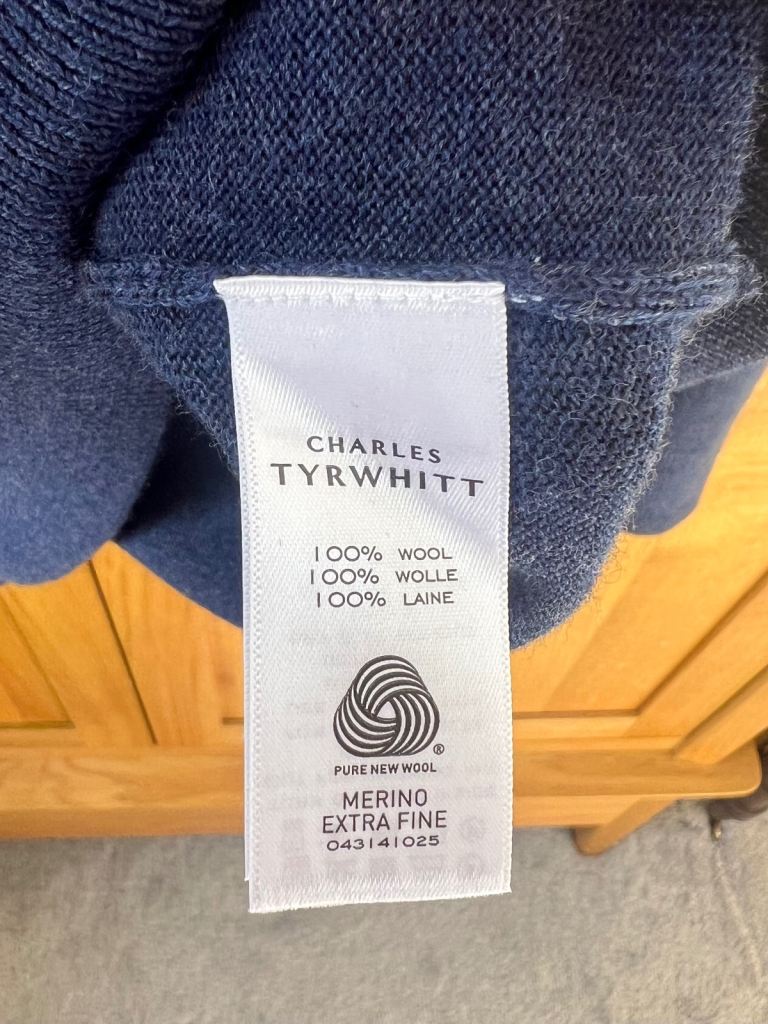 CHARLES
TYRWHITT
100% WOOL
100% WOLLE
100% LAINE
®
PURE NEW WOOL
MERINO
EXTRA FINE
043141025